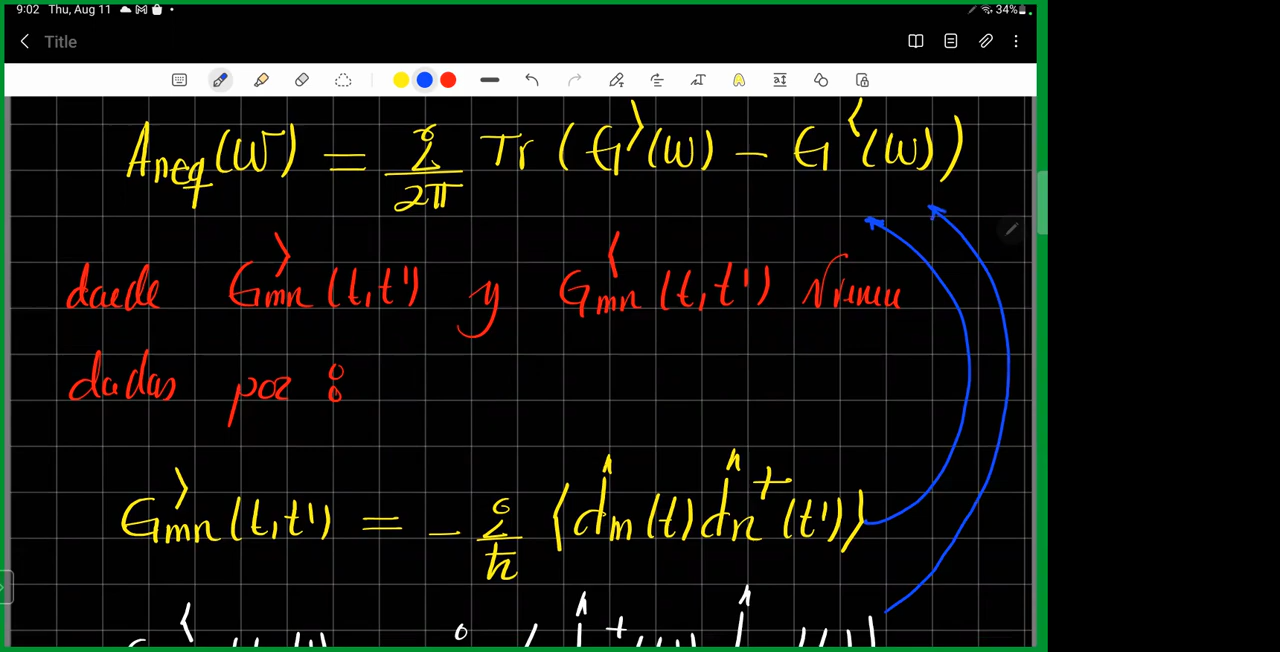 9:02 Thu, Aug 11 34%
Title
A_neq(ω) = i/2π Tr(G^>(ω) − G^<(ω))
donde G^>_mn(t,t') y G^<_mn(t,t') vienen
dadas por :
G^>_mn(t,t') = − i/ħ ⟨d̂_m(t) d̂_n^+(t')⟩